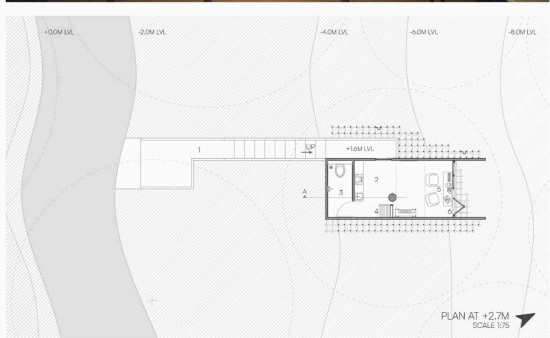 +0.0M LVL
-2.0M LVL
-4.0M LVL
-6.0M LVL
-8.0M LVL
1
UP
+1.6M LVL
2
A
3
5
4
6
PLAN AT +2.7M
SCALE 1:75